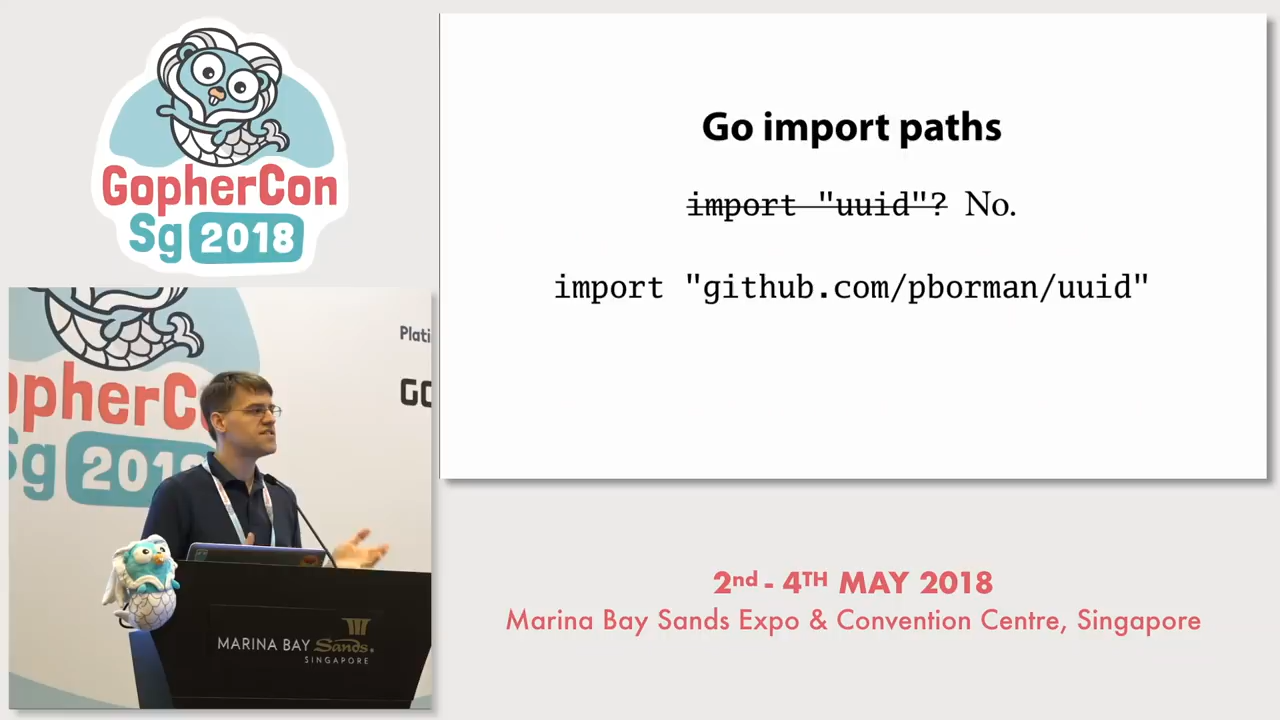 GopherCon
Sg 2018
Go import paths
import "uuid"? No.
import "github.com/pborman/uuid"
Plati
GO
opherC
Sg 201
MARINA BAY Sands.
SINGAPORE
2nd - 4TH MAY 2018
Marina Bay Sands Expo & Convention Centre, Singapore